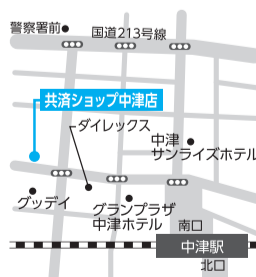 警察署前
国道213号線
共済ショップ中津店
ダイレックス
中津
サンライズホテル
グッデイ
グランプラザ
中津ホテル
南口
中津駅
北口